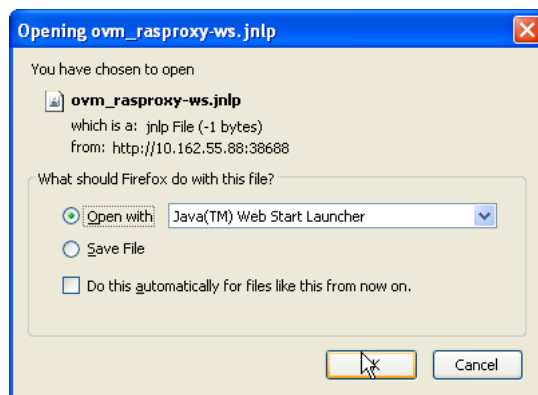 Opening ovm_rasproxy-ws.jnlp
You have chosen to open
ovm_rasproxy-ws.jnlp
which is a: jnlp File (-1 bytes)
from: http://10.162.55.88:38688
What should Firefox do with this file?
Open with Java(TM) Web Start Launcher
Save File
Do this automatically for files like this from now on.
Cancel